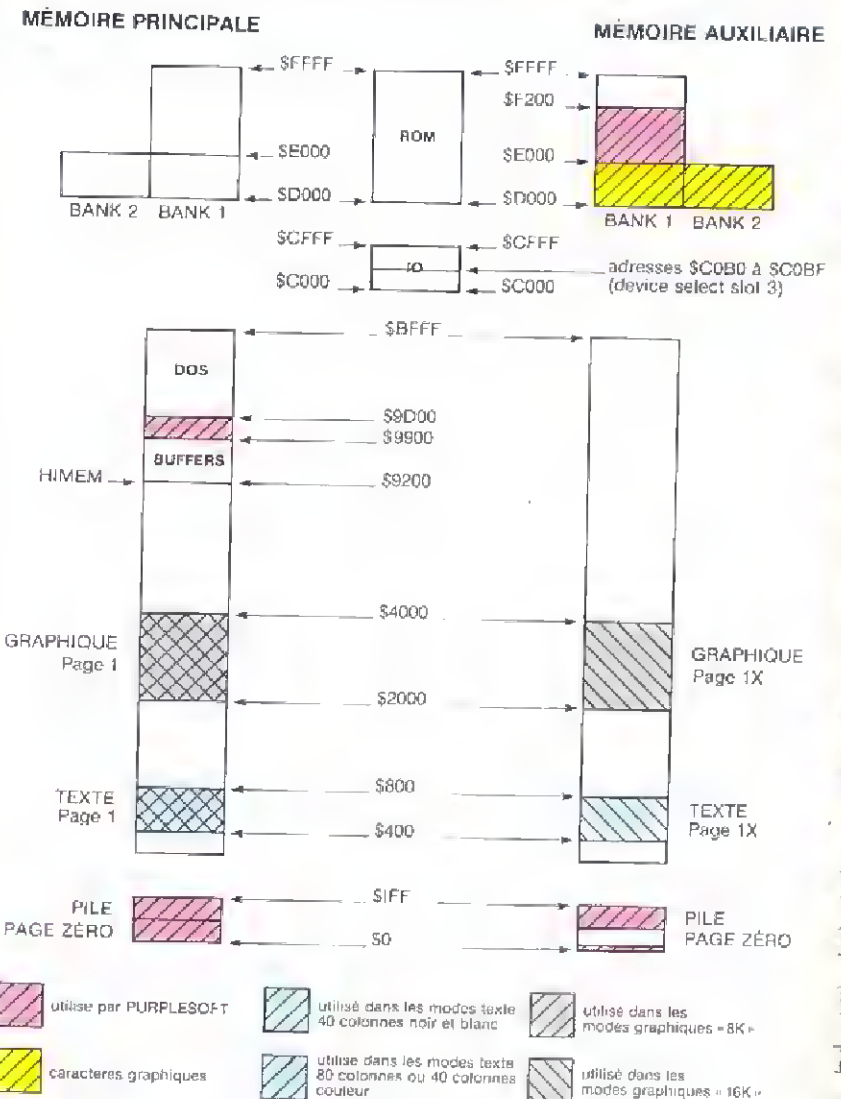 MÉMOIRE PRINCIPALE
MÉMOIRE AUXILIAIRE
$FFFF
$FFFF
$F200
ROM
$E000
$E000
$D000
$D000
BANK 2 BANK 1
BANK 1 BANK 2
$CFFF
$CFFF
IO
adresses $C0B0 à $C0BF
(device select slot 3)
$C000
$C000
$BFFF
DOS
$9D00
$9900
BUFFERS
HIMEM
$9200
$4000
GRAPHIQUE
Page 1
GRAPHIQUE
Page 1X
$2000
$800
TEXTE
Page 1
TEXTE
Page 1X
$400
$1FF
PILE
PAGE ZÉRO
PILE
PAGE ZÉRO
$0
utilise par PURPLESOFT
utilisé dans les modes texte
40 colonnes noir et blanc
utilisé dans les
modes graphiques «8K»
caracteres graphiques
utilise dans les modes texte
80 colonnes ou 40 colonnes
couleur
utilisé dans les
modes graphiques «16K»